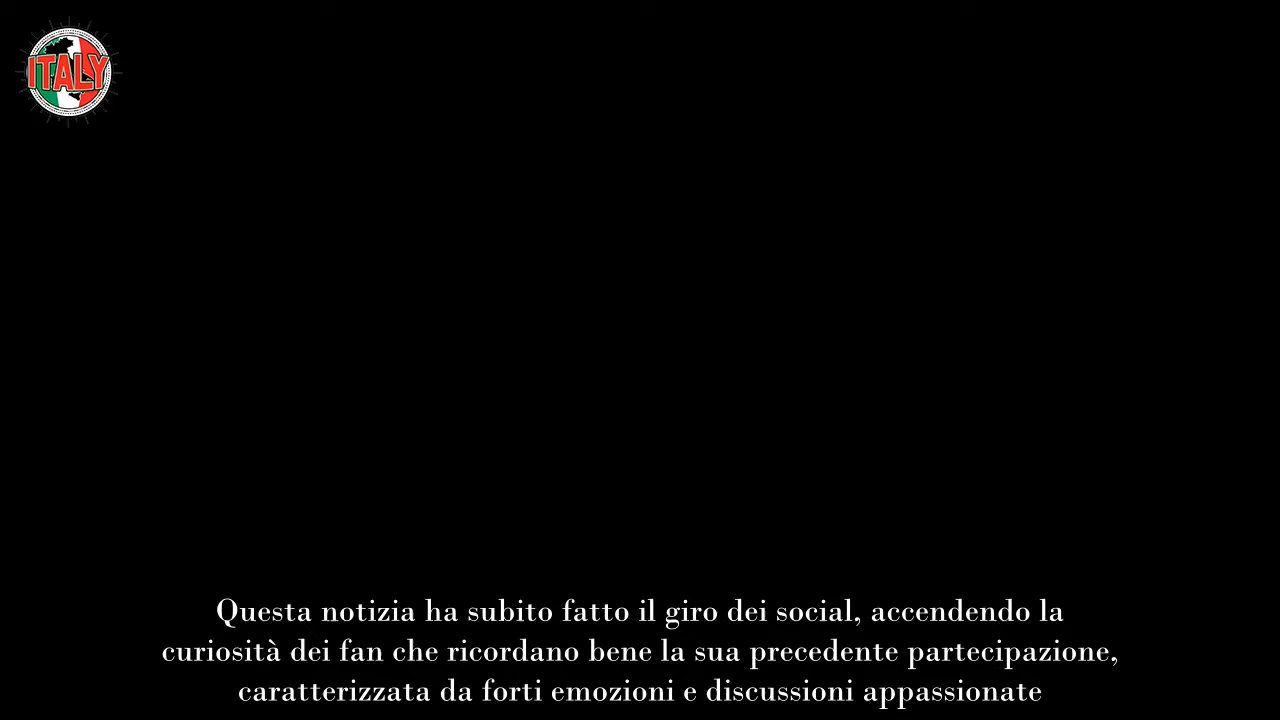 ITALY
Questa notizia ha subito fatto il giro dei social, accendendo la
curiosità dei fan che ricordano bene la sua precedente partecipazione,
caratterizzata da forti emozioni e discussioni appassionate